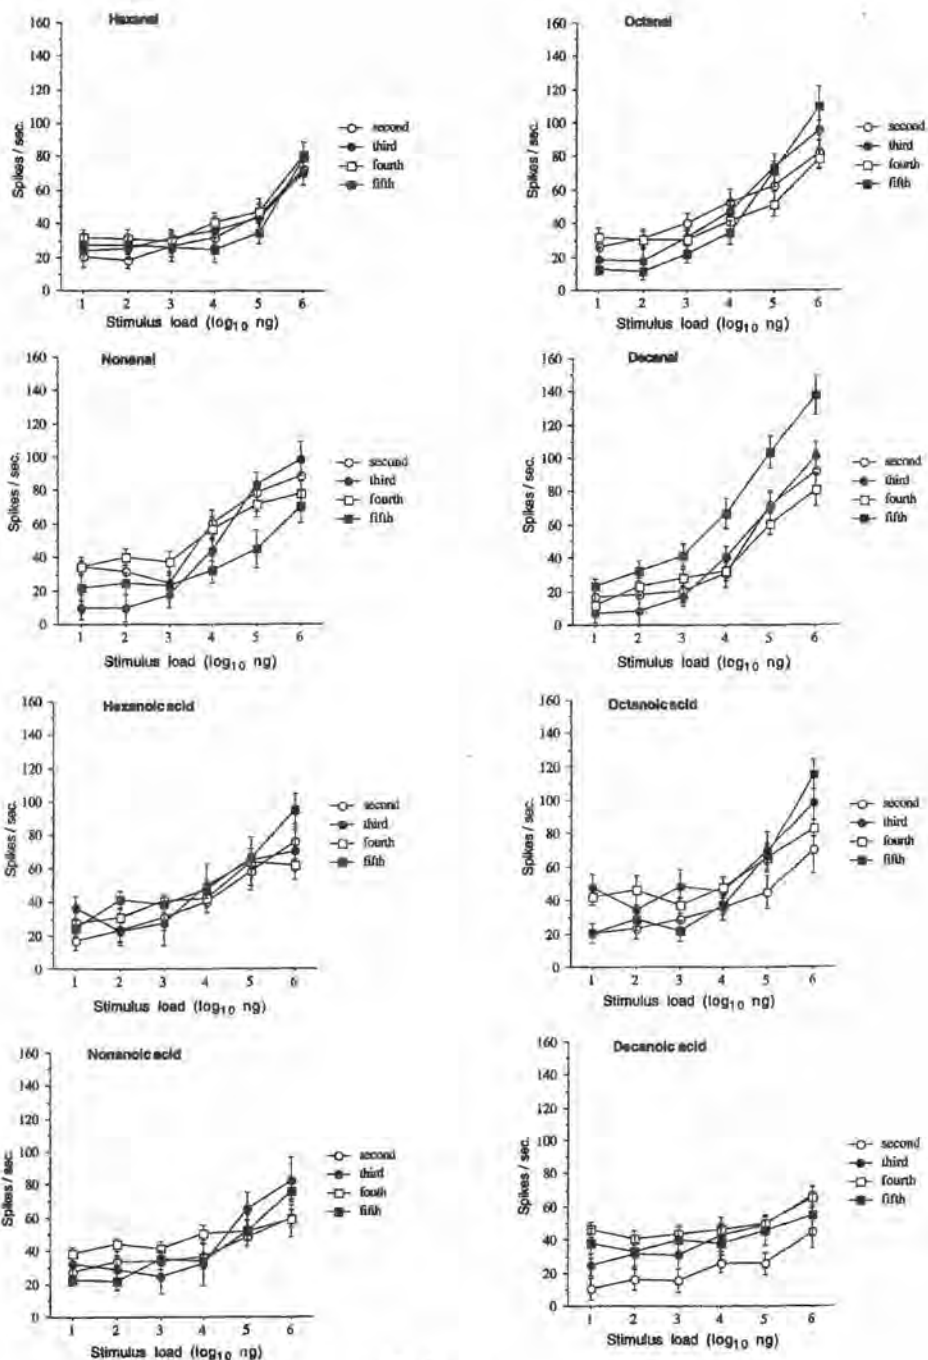 Hexanal
160
140
120
100
80
60
40
20
0
Spikes / sec.
second
third
fourth
fifth
1 2 3 4 5 6
Stimulus load (log10 ng)
Octanal
160
140
120
100
80
60
40
20
0
Spikes / sec.
second
third
fourth
fifth
1 2 3 4 5 6
Stimulus load (log10 ng)
Nonanal
160
140
120
100
80
60
40
20
0
Spikes / sec.
second
third
fourth
fifth
1 2 3 4 5 6
Stimulus load (log10 ng)
Decanal
160
140
120
100
80
60
40
20
0
Spikes / sec.
second
third
fourth
fifth
1 2 3 4 5 6
Stimulus load (log10 ng)
Hexanoic acid
160
140
120
100
80
60
40
20
0
Spikes / sec.
second
third
fourth
fifth
1 2 3 4 5 6
Stimulus load (log10 ng)
Octanoic acid
160
140
120
100
80
60
40
20
0
Spikes / sec.
second
third
fourth
fifth
1 2 3 4 5 6
Stimulus load (log10 ng)
Nonanoic acid
160
140
120
100
80
60
40
20
0
Spikes / sec.
second
third
fouth
fifth
1 2 3 4 5 6
Stimulus load (log10 ng)
Decanoic acid
160
140
120
100
80
60
40
20
0
Spikes / sec.
second
third
fourth
fifth
1 2 3 4 5 6
Stimulus load (log10 ng)